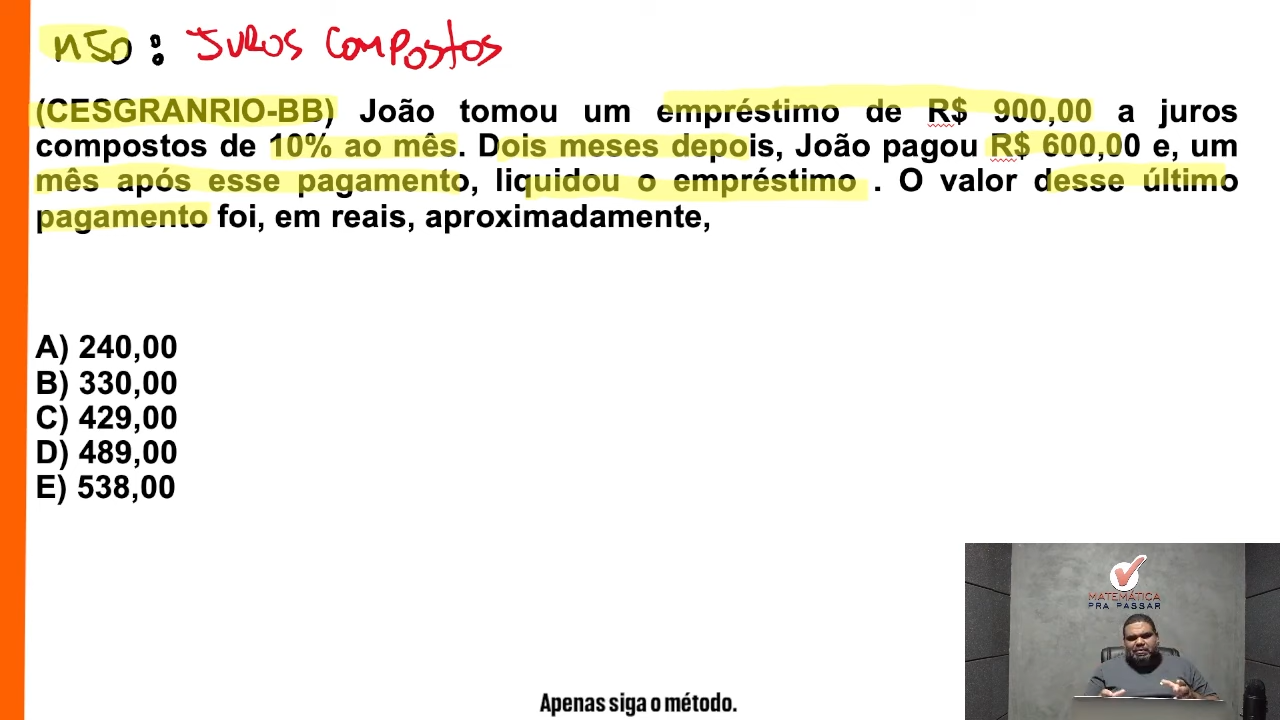 MJO : JUROS COMPOSTOS
(CESGRANRIO-BB) João tomou um empréstimo de R$ 900,00 a juros
compostos de 10% ao mês. Dois meses depois, João pagou R$ 600,00 e, um
mês após esse pagamento, liquidou o empréstimo . O valor desse último
pagamento foi, em reais, aproximadamente,
A) 240,00
B) 330,00
C) 429,00
D) 489,00
E) 538,00
MATEMÁTICA
PRA PASSAR
Apenas siga o método.